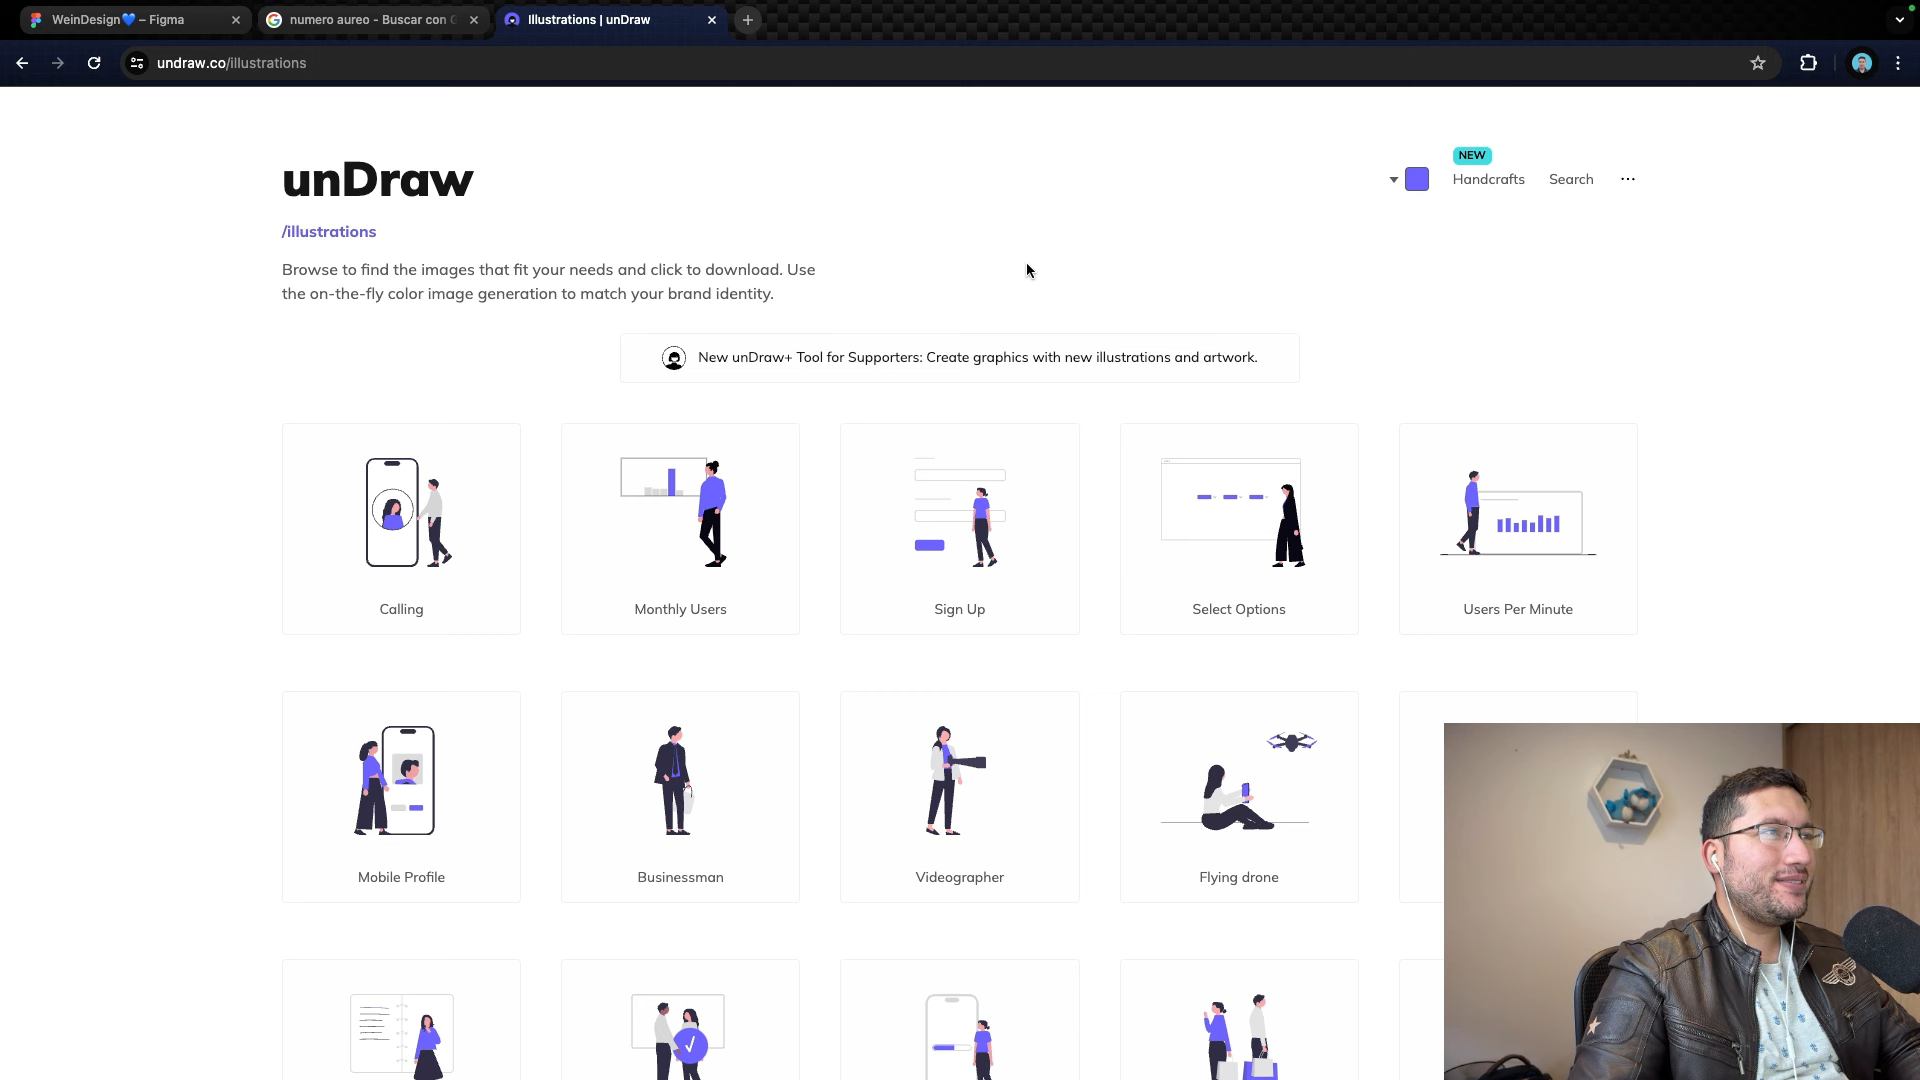 WeinDesign💙 – Figma
numero aureo - Buscar con G
Illustrations | unDraw
undraw.co/illustrations
unDraw
NEW
Handcrafts
Search
/illustrations
Browse to find the images that fit your needs and click to download. Use
the on-the-fly color image generation to match your brand identity.
New unDraw+ Tool for Supporters: Create graphics with new illustrations and artwork.
Calling
Monthly Users
Sign Up
Select Options
Users Per Minute
Mobile Profile
Businessman
Videographer
Flying drone